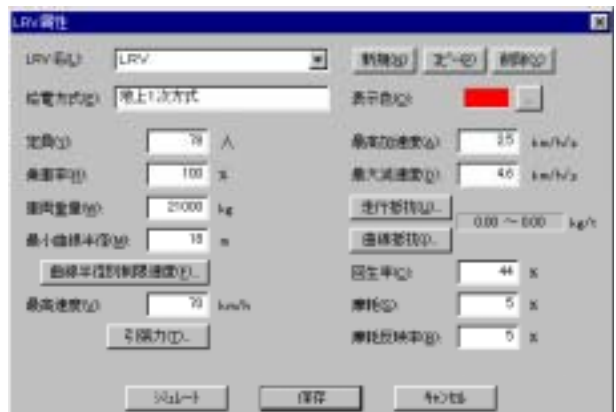 LRV属性
LRV名(L): LRV 新規(N) コピー(P) 削除(X)
給電方式(E): 地上1次方式 表示色(C): ...
定員(Y): 78 人 最高加速度(A): 3.5 km/h/s
乗車率(H): 100 % 最大減速度(D): 4.6 km/h/s
車両重量(W): 21000 kg 走行抵抗(U)... 0.00 ～ 0.00 kg/t
最小曲線半径(M): 18 m 曲線抵抗(I)...
曲線半径別制限速度(F)... 回生率(G): 44 %
最高速度(V): 70 km/h 摩耗(S): 5 %
引張力(T)... 摩耗反映率(R): 5 %
シミュレート 保存 キャンセル